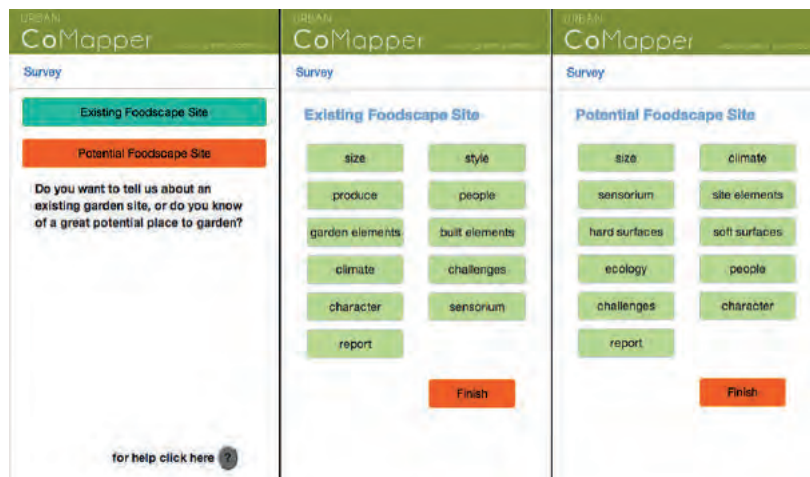 URBAN
CoMapper
Survey
Existing Foodscape Site
Potential Foodscape Site
Do you want to tell us about an
existing garden site, or do you know
of a great potential place to garden?
for help click here ?
URBAN
CoMapper
Survey
Existing Foodscape Site
size style
produce people
garden elements built elements
climate challenges
character sensorium
report
Finish
URBAN
CoMapper
Survey
Potential Foodscape Site
size climate
sensorium site elements
hard surfaces soft surfaces
ecology people
challenges character
report
Finish